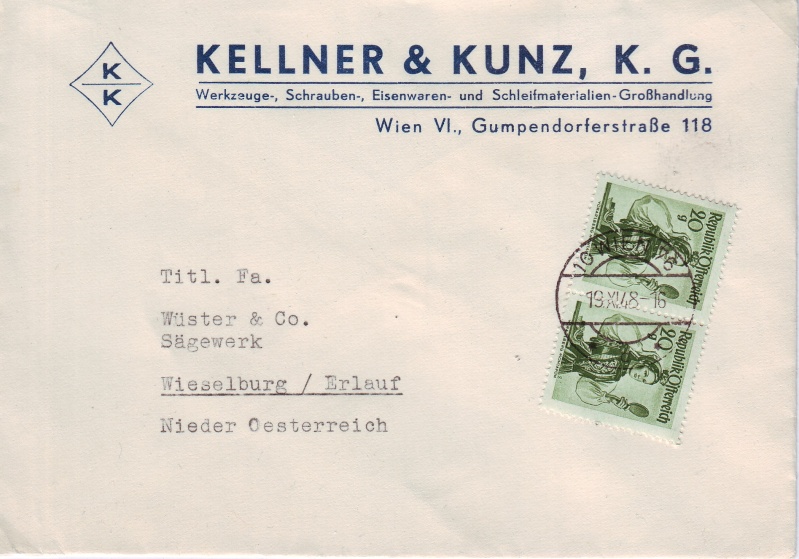 K
K
KELLNER & KUNZ, K. G.
Werkzeuge-, Schrauben-, Eisenwaren- und Schleifmaterialien-Großhandlung
Wien VI., Gumpendorferstraße 118
Titl. Fa.
Wüster & Co.
Sägewerk
Wieselburg / Erlauf
Nieder Oesterreich
20 g
Republik Österreich
WIEN
19.XI.48-16
20 g
Republik Österreich